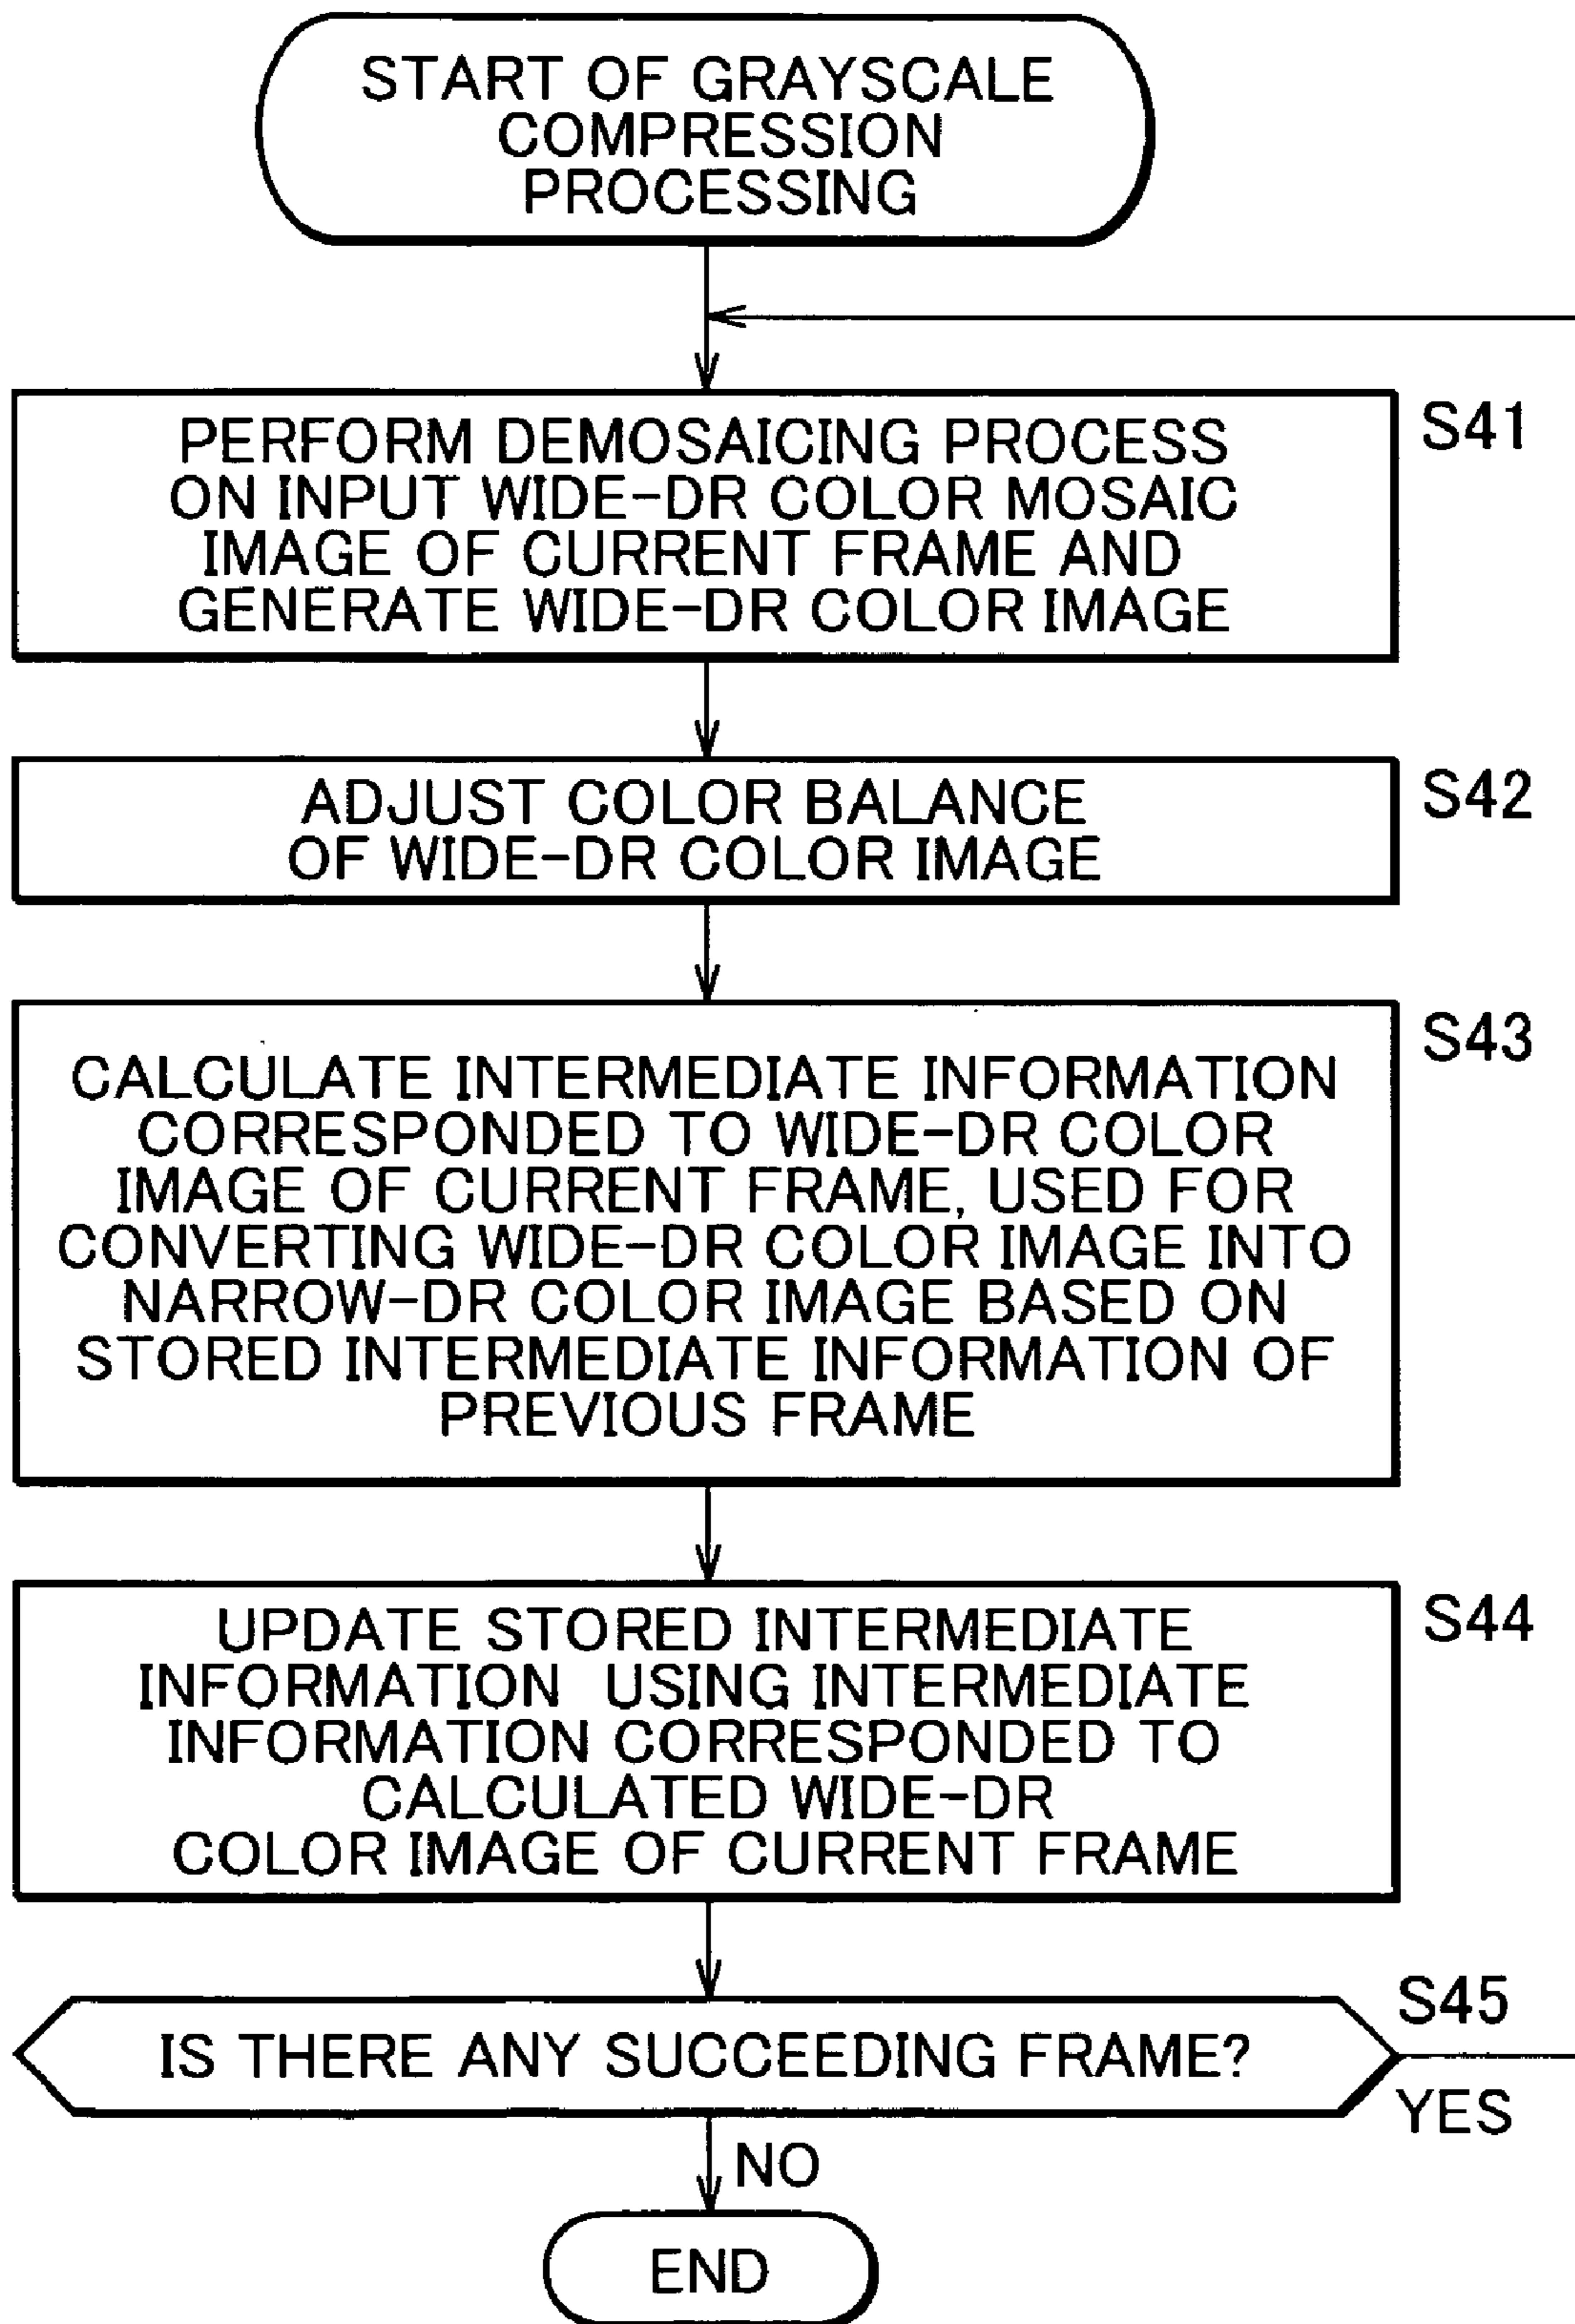 START OF GRAYSCALE
COMPRESSION
PROCESSING
PERFORM DEMOSAICING PROCESS
ON INPUT WIDE-DR COLOR MOSAIC
IMAGE OF CURRENT FRAME AND
GENERATE WIDE-DR COLOR IMAGE
S41
ADJUST COLOR BALANCE
OF WIDE-DR COLOR IMAGE
S42
CALCULATE INTERMEDIATE INFORMATION
CORRESPONDED TO WIDE-DR COLOR
IMAGE OF CURRENT FRAME, USED FOR
CONVERTING WIDE-DR COLOR IMAGE INTO
NARROW-DR COLOR IMAGE BASED ON
STORED INTERMEDIATE INFORMATION OF
PREVIOUS FRAME
S43
UPDATE STORED INTERMEDIATE
INFORMATION USING INTERMEDIATE
INFORMATION CORRESPONDED TO
CALCULATED WIDE-DR
COLOR IMAGE OF CURRENT FRAME
S44
IS THERE ANY SUCCEEDING FRAME?
S45
YES
NO
END